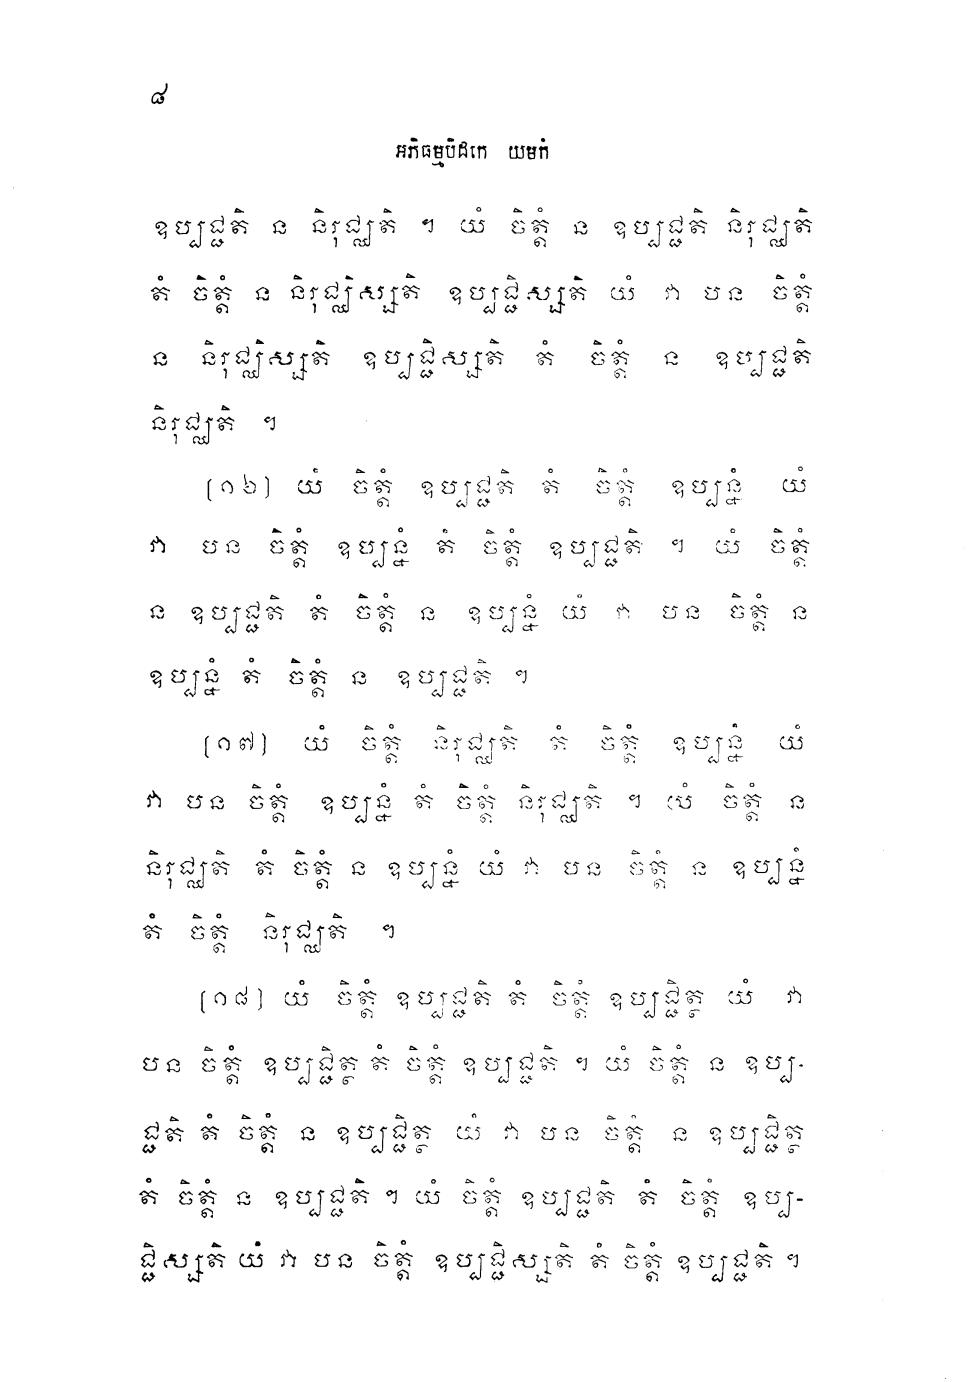 ៨
អភិធម្មបិដកេ យមកំ
ឧប្បជ្ជតិ ន និរុជ្ឈតិ ។ យំ ចិត្តំ ន ឧប្បជ្ជតិ និរុជ្ឈតិ
តំ ចិត្តំ ន និរុជ្ឈិស្សតិ ឧប្បជ្ជិស្សតិ យំ វា បន ចិត្តំ
ន និរុជ្ឈិស្សតិ ឧប្បជ្ជិស្សតិ តំ ចិត្តំ ន ឧប្បជ្ជតិ
និរុជ្ឈតិ ។
(១៦) យំ ចិត្តំ ឧប្បជ្ជតិ តំ ចិត្តំ ឧប្បន្នំ យំ
វា បន ចិត្តំ ឧប្បន្នំ តំ ចិត្តំ ឧប្បជ្ជតិ ។ យំ ចិត្តំ
ន ឧប្បជ្ជតិ តំ ចិត្តំ ន ឧប្បន្នំ យំ វា បន ចិត្តំ ន
ឧប្បន្នំ តំ ចិត្តំ ន ឧប្បជ្ជតិ ។
(១៧) យំ ចិត្តំ និរុជ្ឈតិ តំ ចិត្តំ ឧប្បន្នំ យំ
វា បន ចិត្តំ ឧប្បន្នំ តំ ចិត្តំ និរុជ្ឈតិ ។ យំ ចិត្តំ ន
និរុជ្ឈតិ តំ ចិត្តំ ន ឧប្បន្នំ យំ វា បន ចិត្តំ ន ឧប្បន្នំ
តំ ចិត្តំ និរុជ្ឈតិ ។
(១៨) យំ ចិត្តំ ឧប្បជ្ជតិ តំ ចិត្តំ ឧប្បជ្ជិត្ថ យំ វា
បន ចិត្តំ ឧប្បជ្ជិត្ថ តំ ចិត្តំ ឧប្បជ្ជតិ ។ យំ ចិត្តំ ន ឧប្ប-
ជ្ជតិ តំ ចិត្តំ ន ឧប្បជ្ជិត្ថ យំ វា បន ចិត្តំ ន ឧប្បជ្ជិត្ថ
តំ ចិត្តំ ន ឧប្បជ្ជតិ ។ យំ ចិត្តំ ឧប្បជ្ជតិ តំ ចិត្តំ ឧប្ប-
ជ្ជិស្សតិ យំ វា បន ចិត្តំ ឧប្បជ្ជិស្សតិ តំ ចិត្តំ ឧប្បជ្ជតិ ។